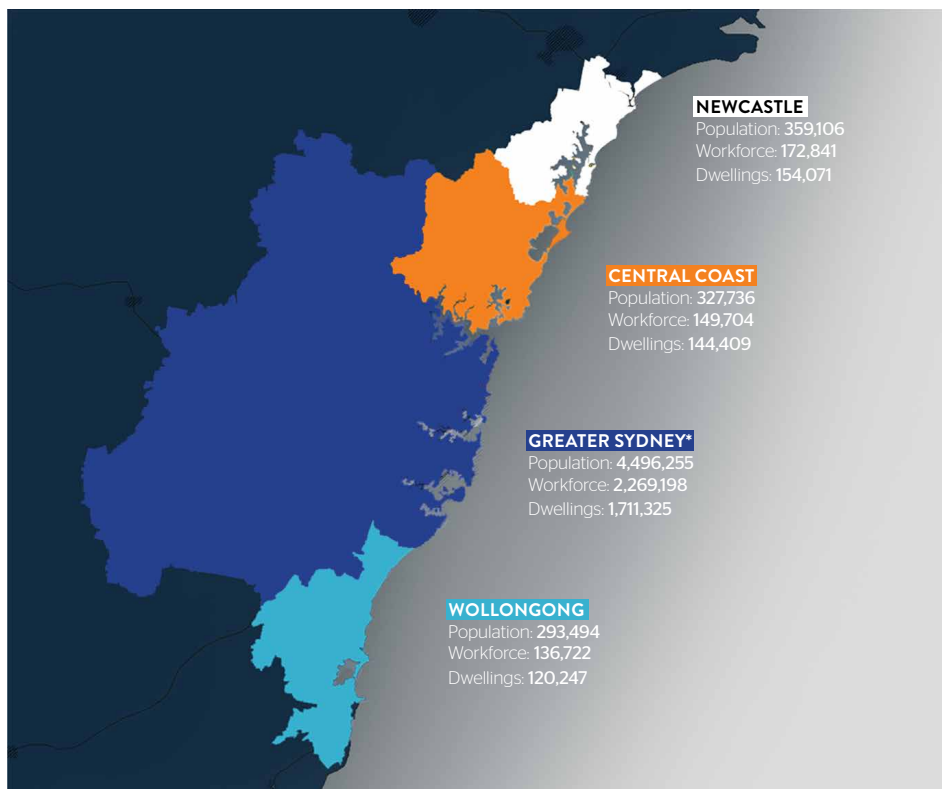 NEWCASTLE
Population: 359,106
Workforce: 172,841
Dwellings: 154,071
CENTRAL COAST
Population: 327,736
Workforce: 149,704
Dwellings: 144,409
GREATER SYDNEY*
Population: 4,496,255
Workforce: 2,269,198
Dwellings: 1,711,325
WOLLONGONG
Population: 293,494
Workforce: 136,722
Dwellings: 120,247